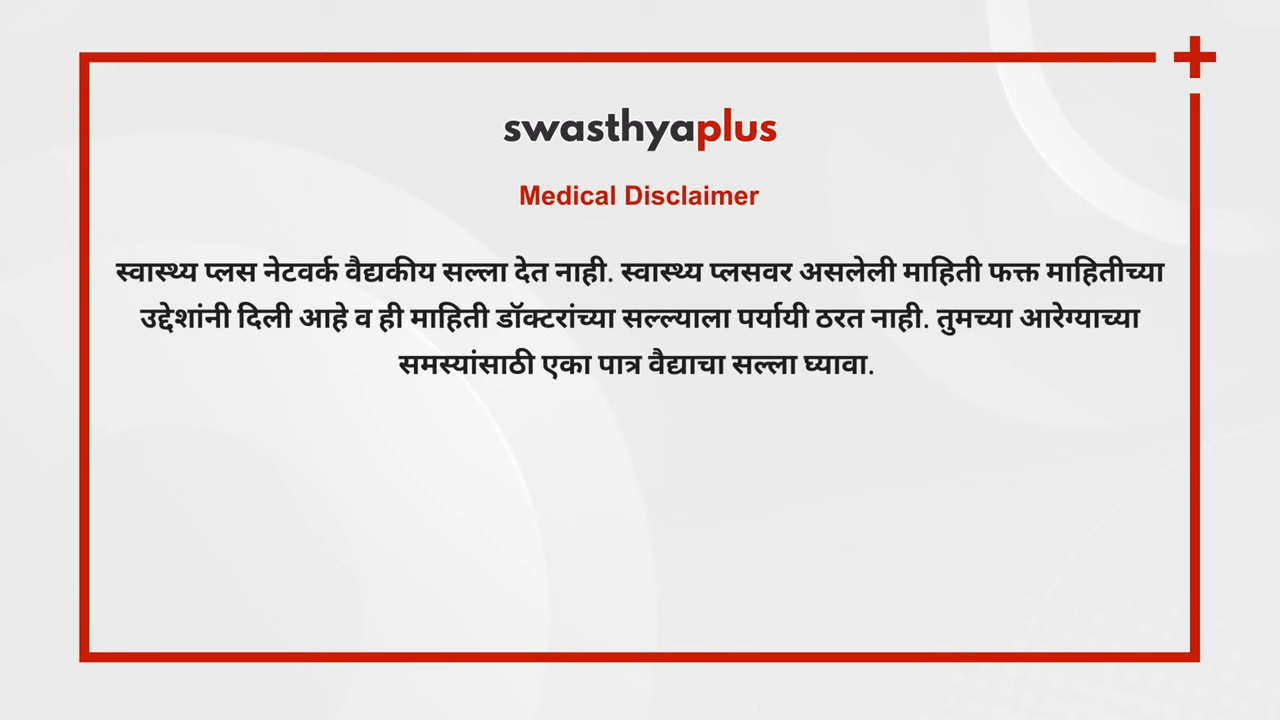 swasthyaplus
Medical Disclaimer
स्वास्थ्य प्लस नेटवर्क वैद्यकीय सल्ला देत नाही. स्वास्थ्य प्लसवर असलेली माहिती फक्त माहितीच्या
उद्देशांनी दिली आहे व ही माहिती डॉक्टरांच्या सल्ल्याला पर्यायी ठरत नाही. तुमच्या आरेग्याच्या
समस्यांसाठी एका पात्र वैद्याचा सल्ला घ्यावा.